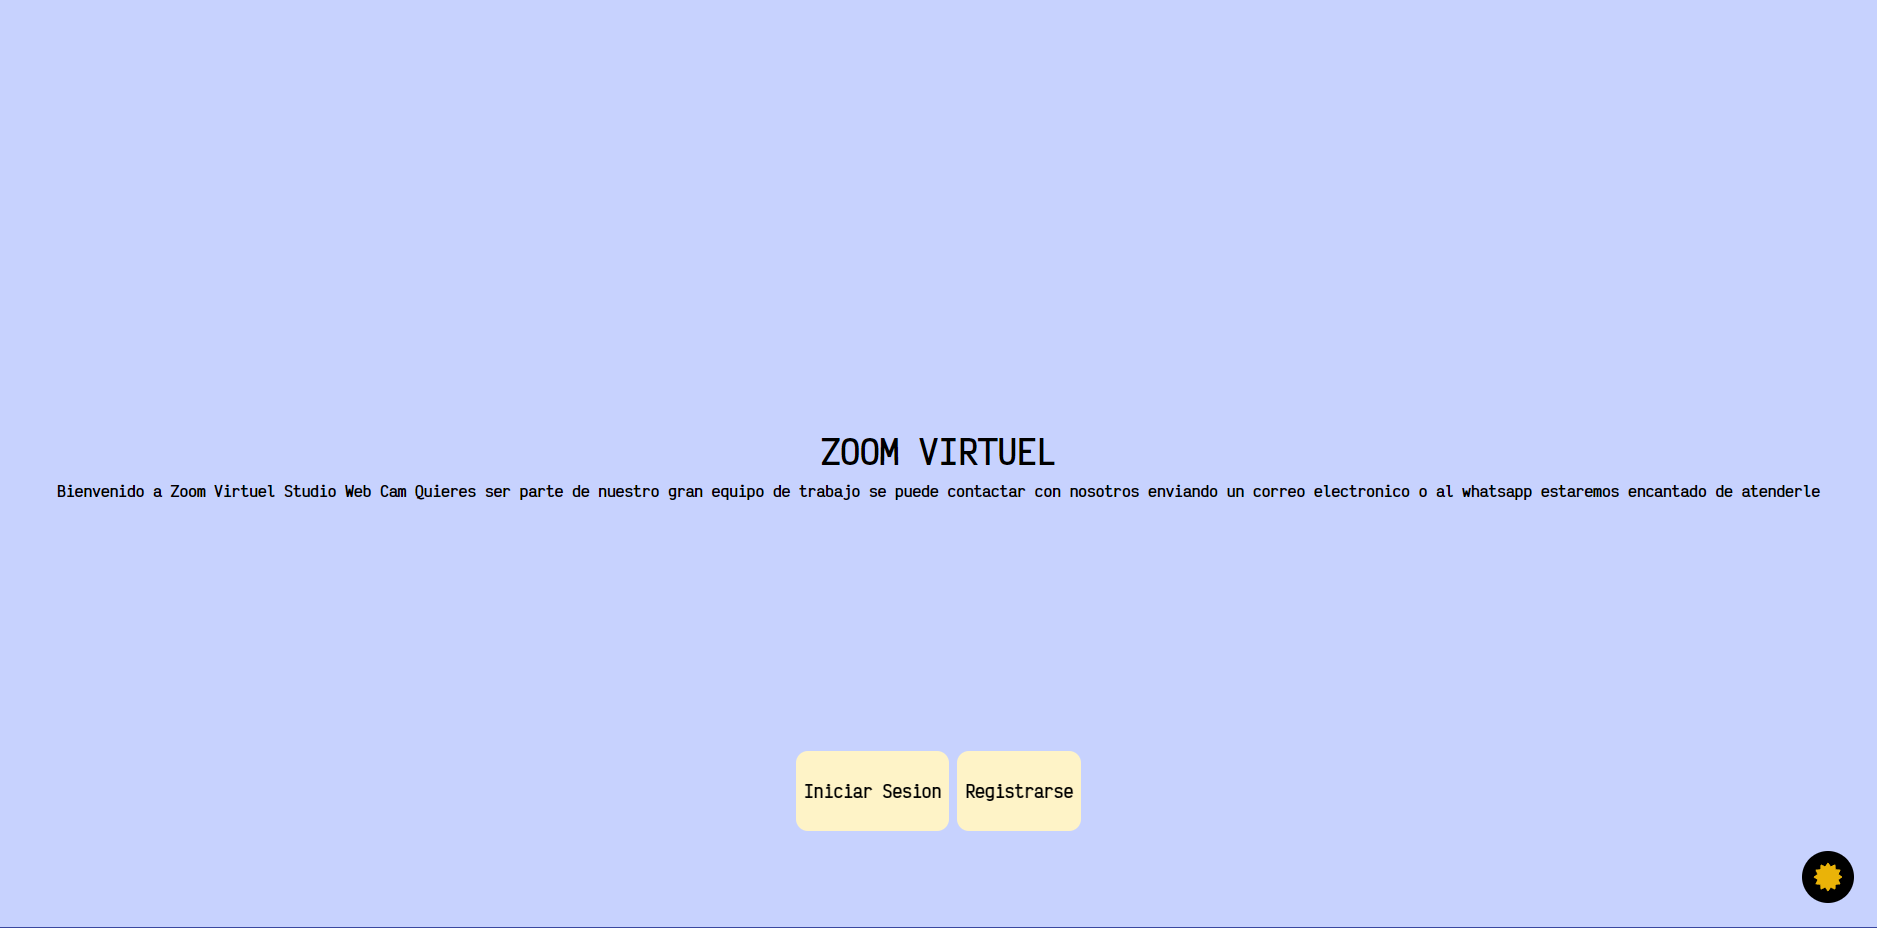 ZOOM VIRTUEL
Bienvenido a Zoom Virtuel Studio Web Cam Quieres ser parte de nuestro gran equipo de trabajo se puede contactar con nosotros enviando un correo electronico o al whatsapp estaremos encantado de atenderle
Iniciar Sesion
Registrarse